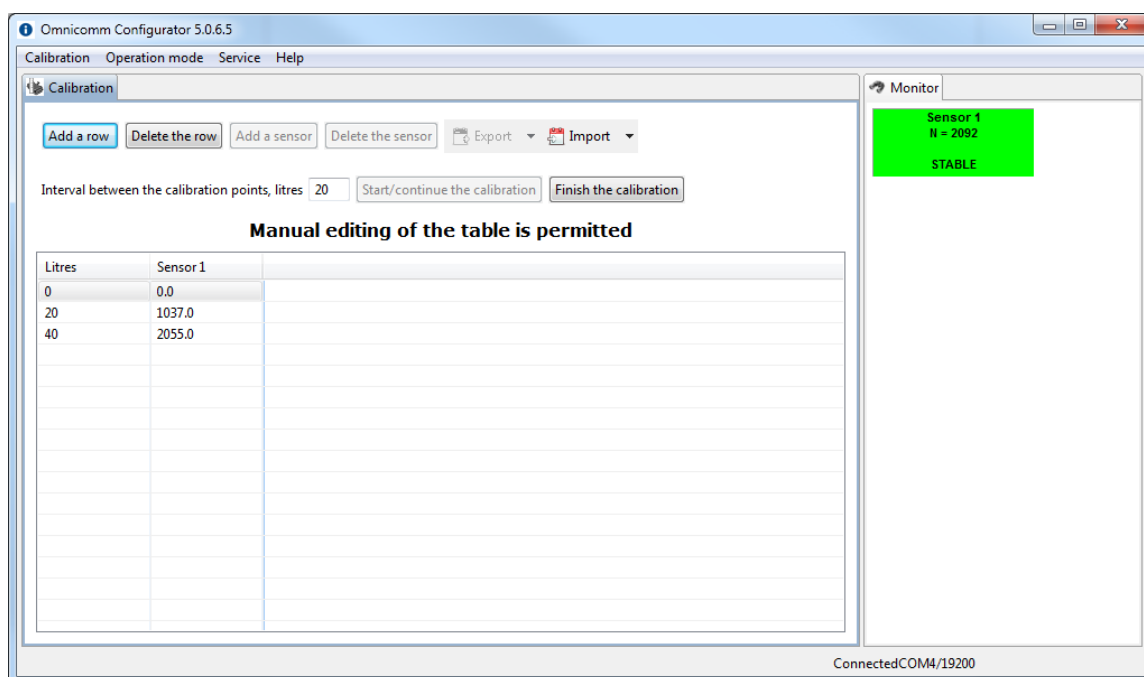 Omnicomm Configurator 5.0.6.5
Calibration Operation mode Service Help
Calibration
Add a row Delete the row Add a sensor Delete the sensor Export Import
Interval between the calibration points, litres 20 Start/continue the calibration Finish the calibration
Manual editing of the table is permitted
Litres Sensor 1
0 0.0
20 1037.0
40 2055.0
Monitor
Sensor 1
N = 2092
STABLE
ConnectedCOM4/19200